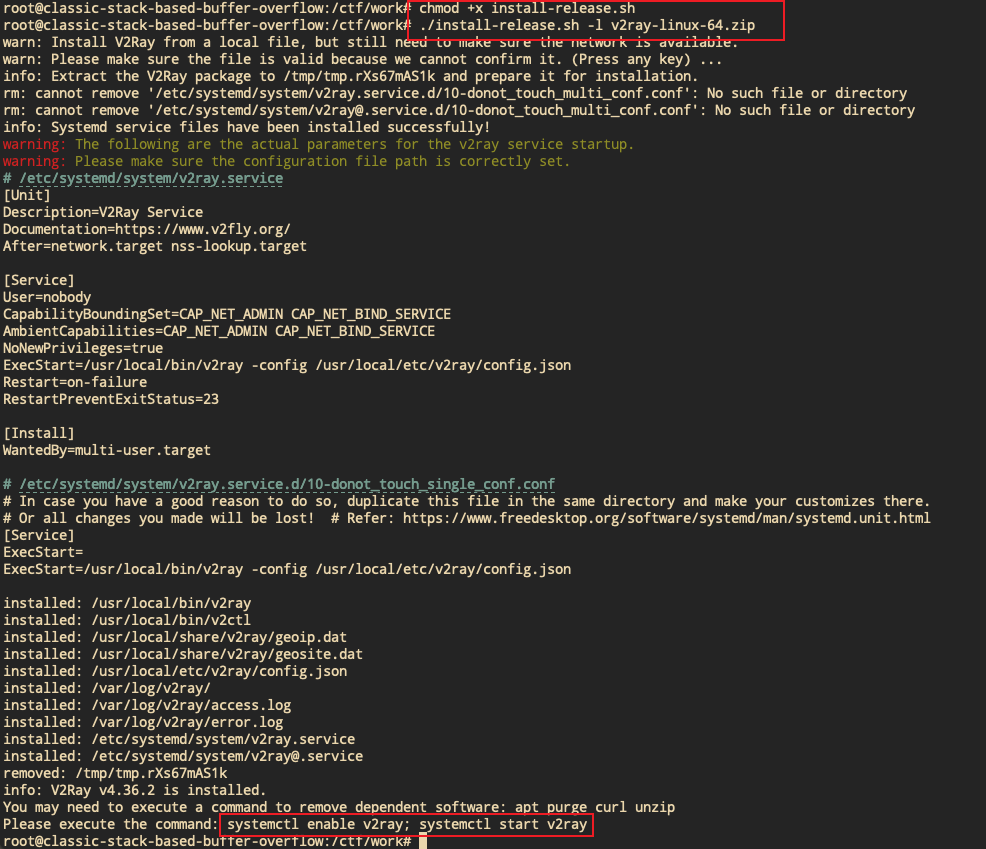 root@classic-stack-based-buffer-overflow:/ctf/work# chmod +x install-release.sh
root@classic-stack-based-buffer-overflow:/ctf/work# ./install-release.sh -l v2ray-linux-64.zip
warn: Install V2Ray from a local file, but still need to make sure the network is available.
warn: Please make sure the file is valid because we cannot confirm it. (Press any key) ...
info: Extract the V2Ray package to /tmp/tmp.rXs67mAS1k and prepare it for installation.
rm: cannot remove '/etc/systemd/system/v2ray.service.d/10-donot_touch_multi_conf.conf': No such file or directory
rm: cannot remove '/etc/systemd/system/v2ray@.service.d/10-donot_touch_multi_conf.conf': No such file or directory
info: Systemd service files have been installed successfully!
warning: The following are the actual parameters for the v2ray service startup.
warning: Please make sure the configuration file path is correctly set.
# /etc/systemd/system/v2ray.service
[Unit]
Description=V2Ray Service
Documentation=https://www.v2fly.org/
After=network.target nss-lookup.target

[Service]
User=nobody
CapabilityBoundingSet=CAP_NET_ADMIN CAP_NET_BIND_SERVICE
AmbientCapabilities=CAP_NET_ADMIN CAP_NET_BIND_SERVICE
NoNewPrivileges=true
ExecStart=/usr/local/bin/v2ray -config /usr/local/etc/v2ray/config.json
Restart=on-failure
RestartPreventExitStatus=23

[Install]
WantedBy=multi-user.target

# /etc/systemd/system/v2ray.service.d/10-donot_touch_single_conf.conf
# In case you have a good reason to do so, duplicate this file in the same directory and make your customizes there.
# Or all changes you made will be lost!  # Refer: https://www.freedesktop.org/software/systemd/man/systemd.unit.html
[Service]
ExecStart=
ExecStart=/usr/local/bin/v2ray -config /usr/local/etc/v2ray/config.json

installed: /usr/local/bin/v2ray
installed: /usr/local/bin/v2ctl
installed: /usr/local/share/v2ray/geoip.dat
installed: /usr/local/share/v2ray/geosite.dat
installed: /usr/local/etc/v2ray/config.json
installed: /var/log/v2ray/
installed: /var/log/v2ray/access.log
installed: /var/log/v2ray/error.log
installed: /etc/systemd/system/v2ray.service
installed: /etc/systemd/system/v2ray@.service
removed: /tmp/tmp.rXs67mAS1k
info: V2Ray v4.36.2 is installed.
You may need to execute a command to remove dependent software: apt purge curl unzip
Please execute the command: systemctl enable v2ray; systemctl start v2ray
root@classic-stack-based-buffer-overflow:/ctf/work#